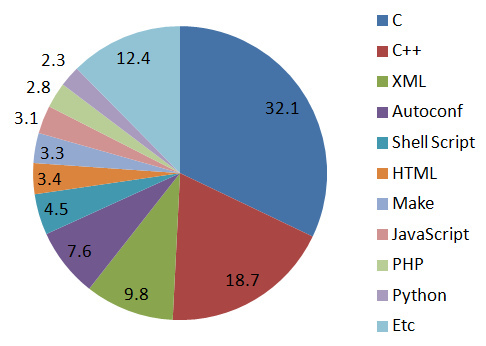 32.1
18.7
9.8
7.6
4.5
3.4
3.3
3.1
2.8
2.3
12.4
C
C++
XML
Autoconf
Shell Script
HTML
Make
JavaScript
PHP
Python
Etc